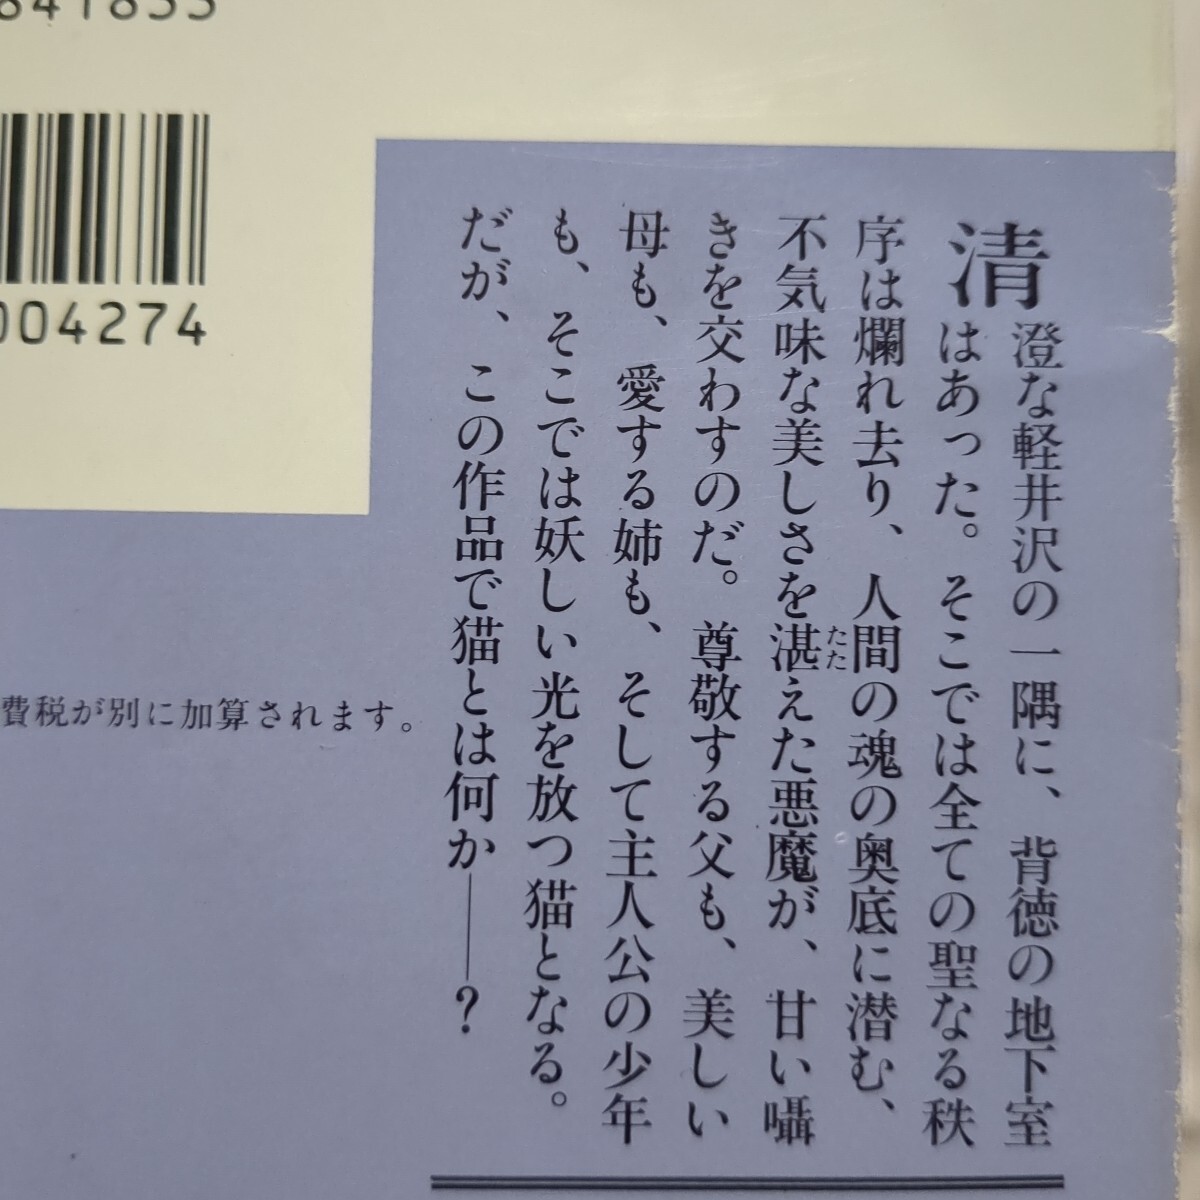 清澄な軽井沢の一隅に、背徳の地下室
はあった。そこでは全ての聖なる秩
序は爛れ去り、人間の魂の奥底に潜む、
不気味な美しさを湛えた悪魔が、甘い囁
たた
きを交わすのだ。尊敬する父も、美しい
母も、愛する姉も、そして主人公の少年
も、そこでは妖しい光を放つ猫となる。
だが、この作品で猫とは何か——？
費税が別に加算されます。
004274